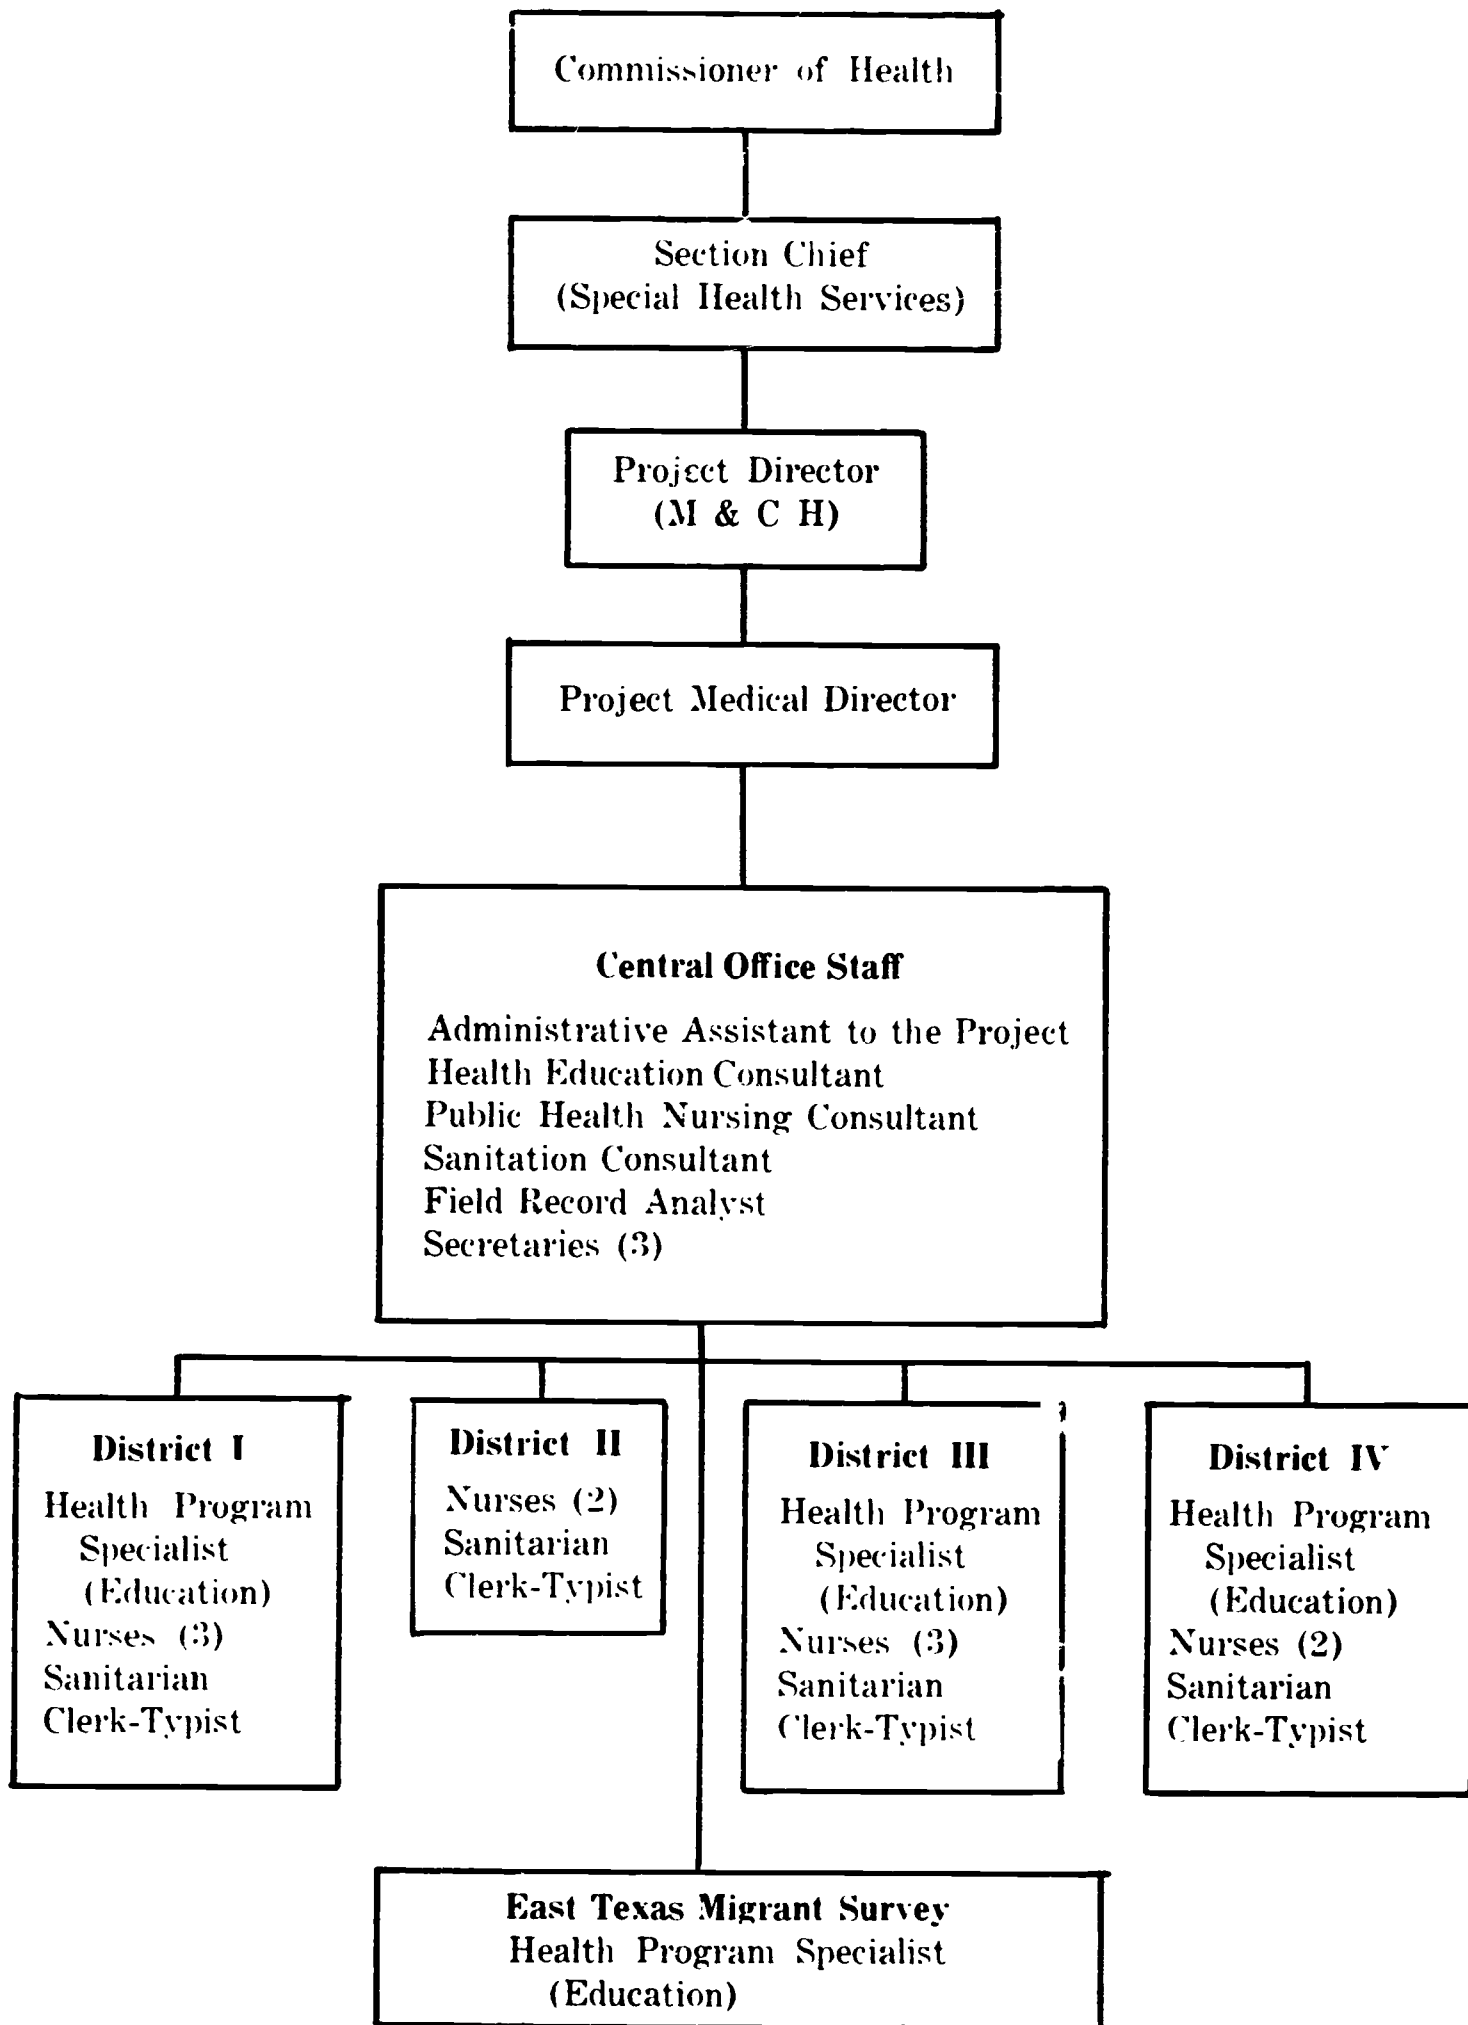 Commissioner of Health
Section Chief
(Special Health Services)
Project Director
(M & C H)
Project Medical Director
Central Office Staff
Administrative Assistant to the Project
Health Education Consultant
Public Health Nursing Consultant
Sanitation Consultant
Field Record Analyst
Secretaries (3)
District I
Health Program
Specialist
(Education)
Nurses (3)
Sanitarian
Clerk-Typist
District II
Nurses (2)
Sanitarian
Clerk-Typist
District III
Health Program
Specialist
(Education)
Nurses (3)
Sanitarian
Clerk-Typist
District IV
Health Program
Specialist
(Education)
Nurses (2)
Sanitarian
Clerk-Typist
East Texas Migrant Survey
Health Program Specialist
(Education)